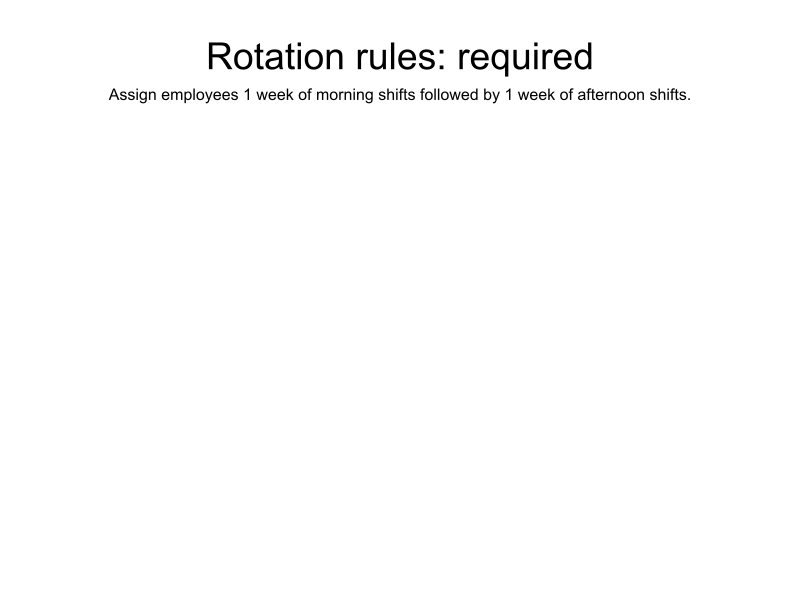 Rotation rules: required
Assign employees 1 week of morning shifts followed by 1 week of afternoon shifts.